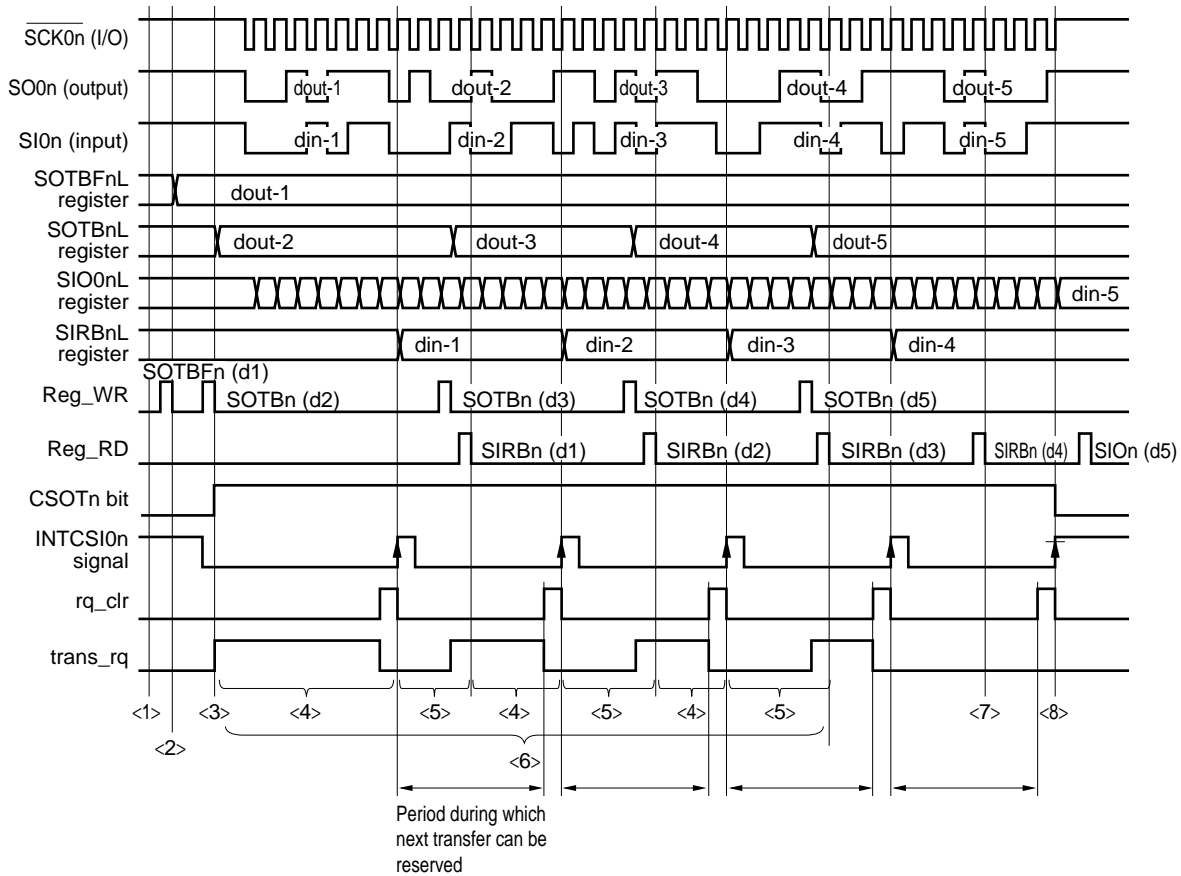 SCK0n (I/O)
SO0n (output) dout-1 dout-2 dout-3 dout-4 dout-5
SI0n (input) din-1 din-2 din-3 din-4 din-5
SOTBFnL
register
dout-1
SOTBnL
register
dout-2 dout-3 dout-4 dout-5
SIO0nL
register
din-5
SIRBnL
register
din-1 din-2 din-3 din-4
SOTBFn (d1)
Reg_WR SOTBn (d2) SOTBn (d3) SOTBn (d4) SOTBn (d5)
Reg_RD SIRBn (d1) SIRBn (d2) SIRBn (d3) SIRBn (d4) SIOn (d5)
CSOTn bit
INTCSI0n
signal
rq_clr
trans_rq
<1> <3> <4> <5> <4> <5> <4> <5> <7> <8>
<2> <6>
Period during which
next transfer can be
reserved